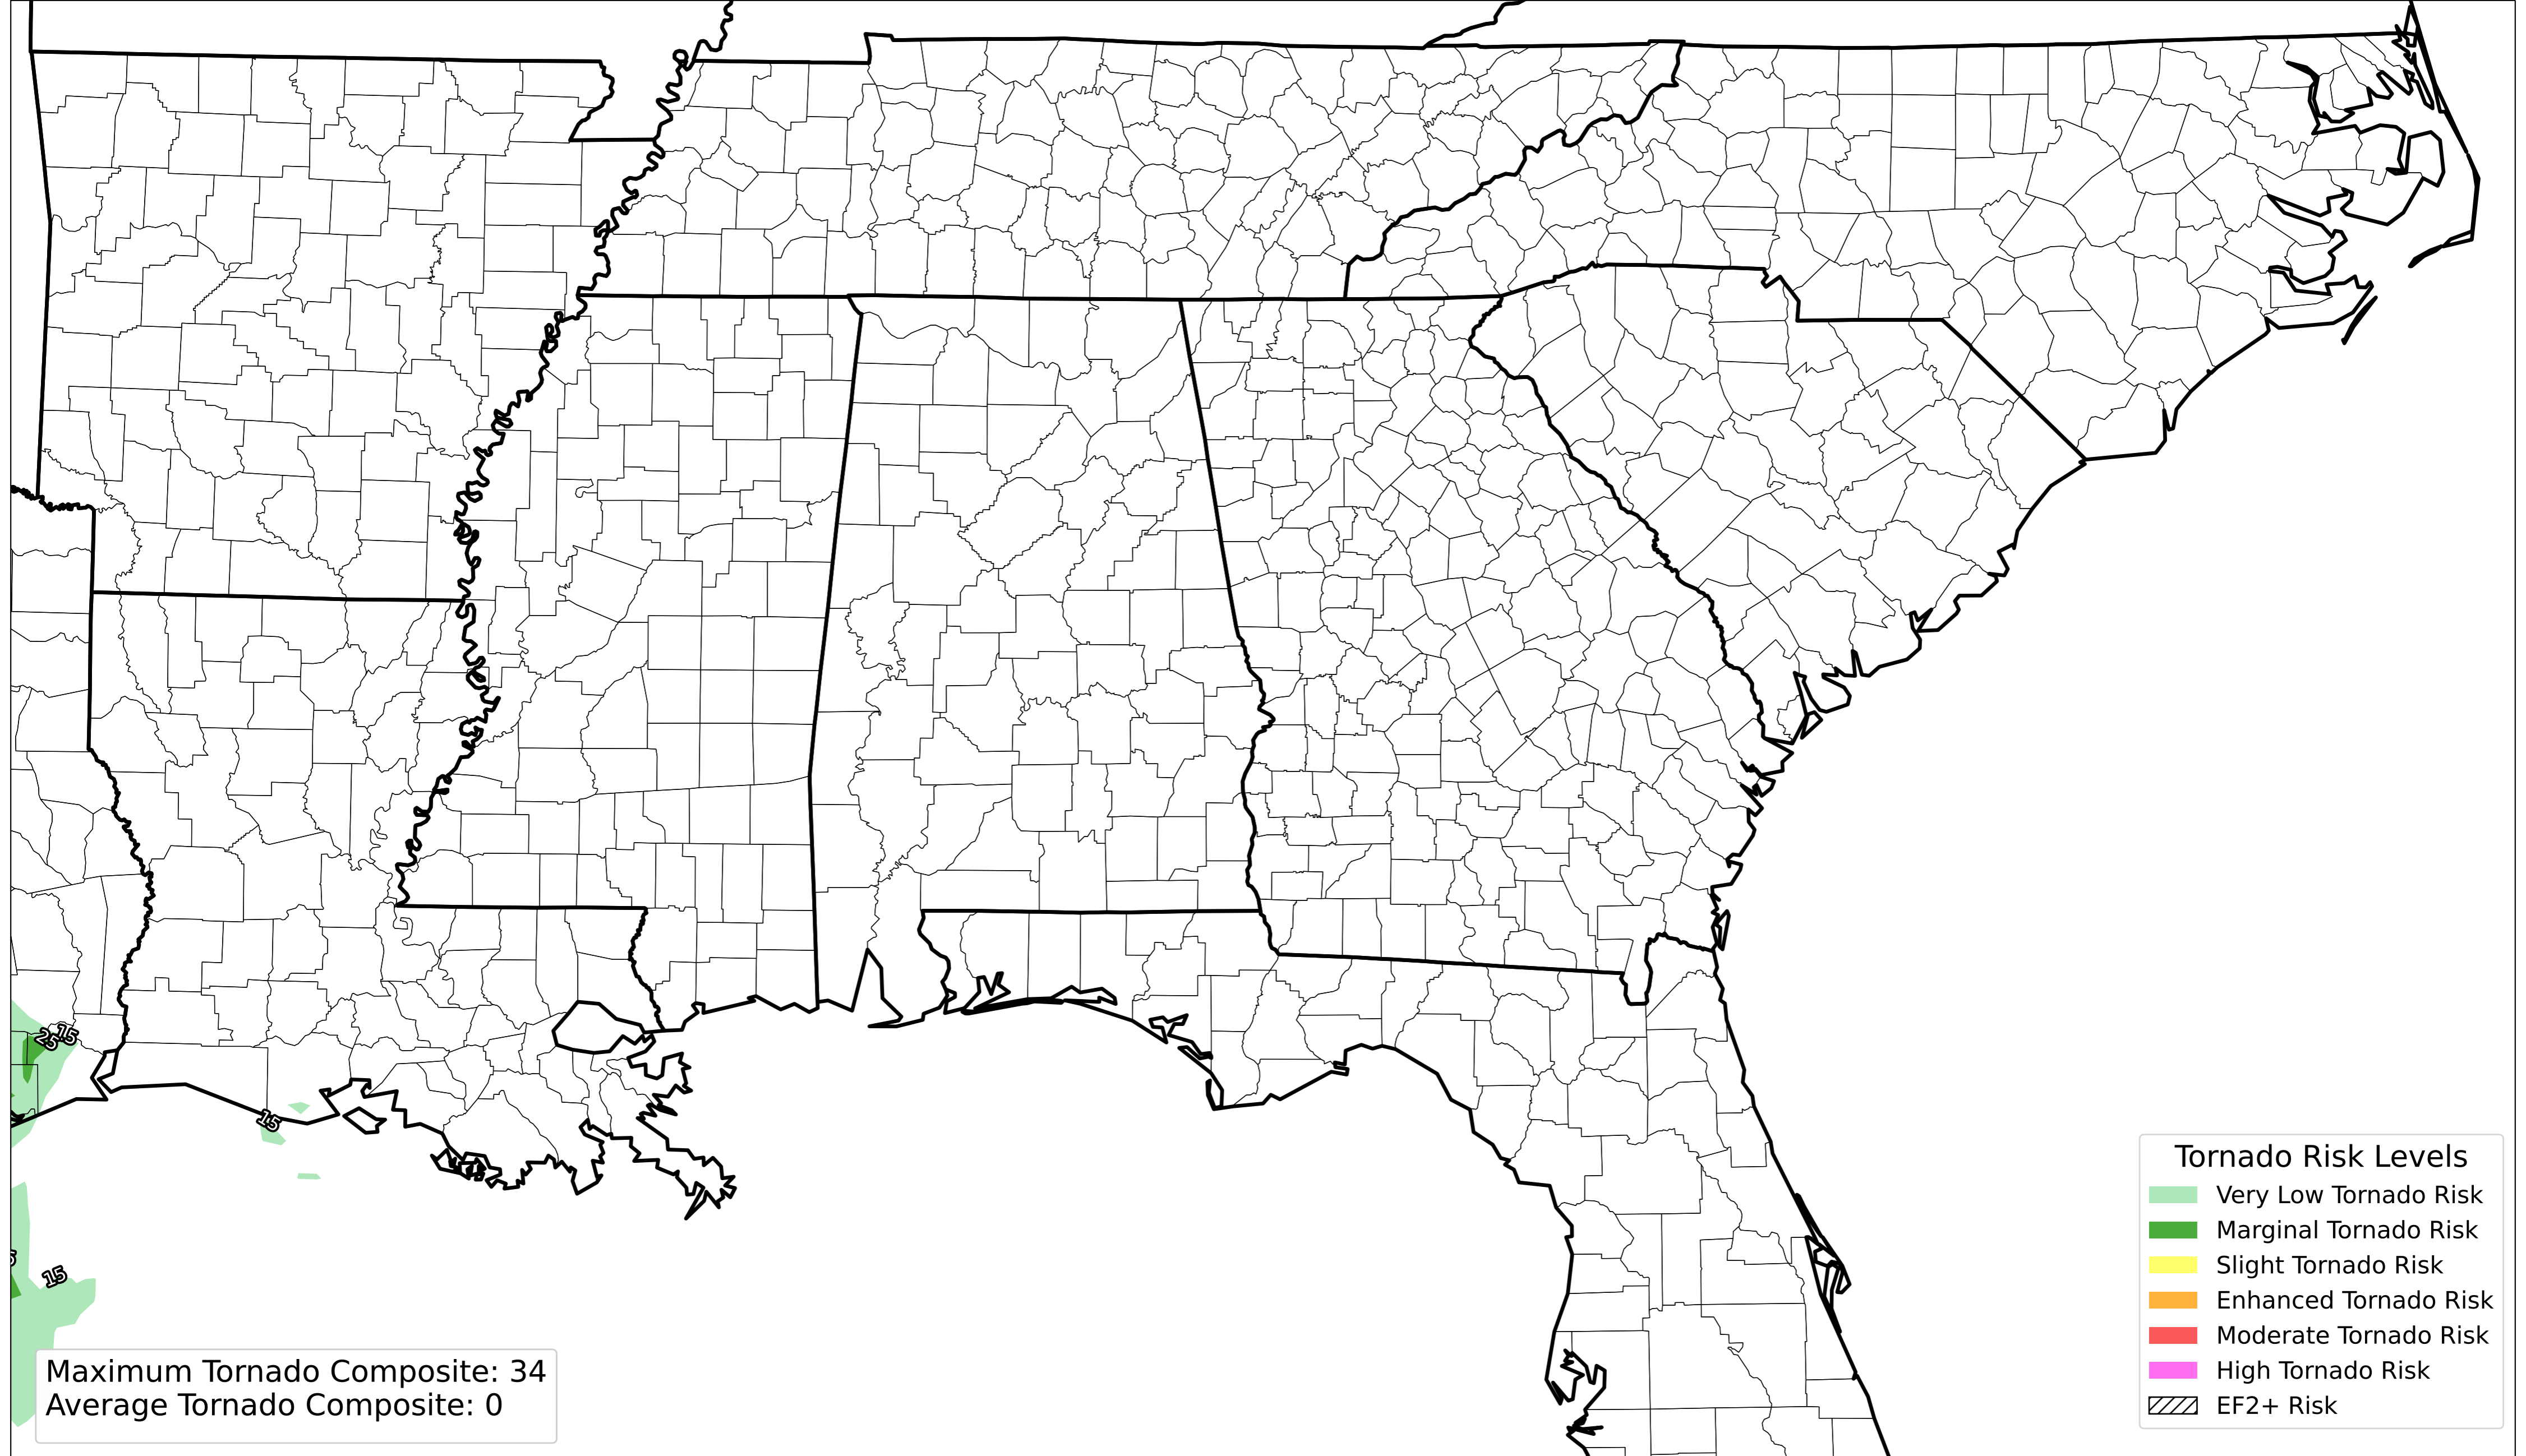 25
15
15
15
Maximum Tornado Composite: 34
Average Tornado Composite: 0
Tornado Risk Levels
Very Low Tornado Risk
Marginal Tornado Risk
Slight Tornado Risk
Enhanced Tornado Risk
Moderate Tornado Risk
High Tornado Risk
EF2+ Risk